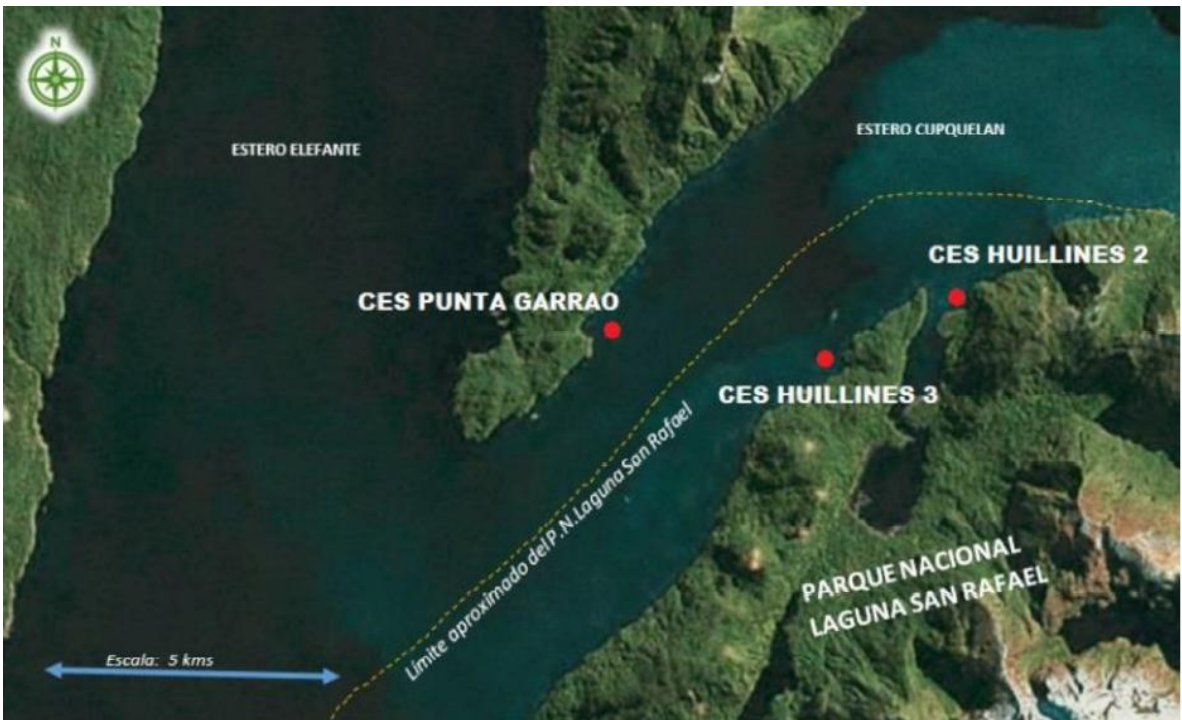 N
ESTERO ELEFANTE
ESTERO CUPQUELAN
CES HUILLINES 2
CES PUNTA GARRAO
CES HUILLINES 3
Límite aproximado del P.N.Laguna San Rafael
PARQUE NACIONAL
LAGUNA SAN RAFAEL
Escala: 5 kms